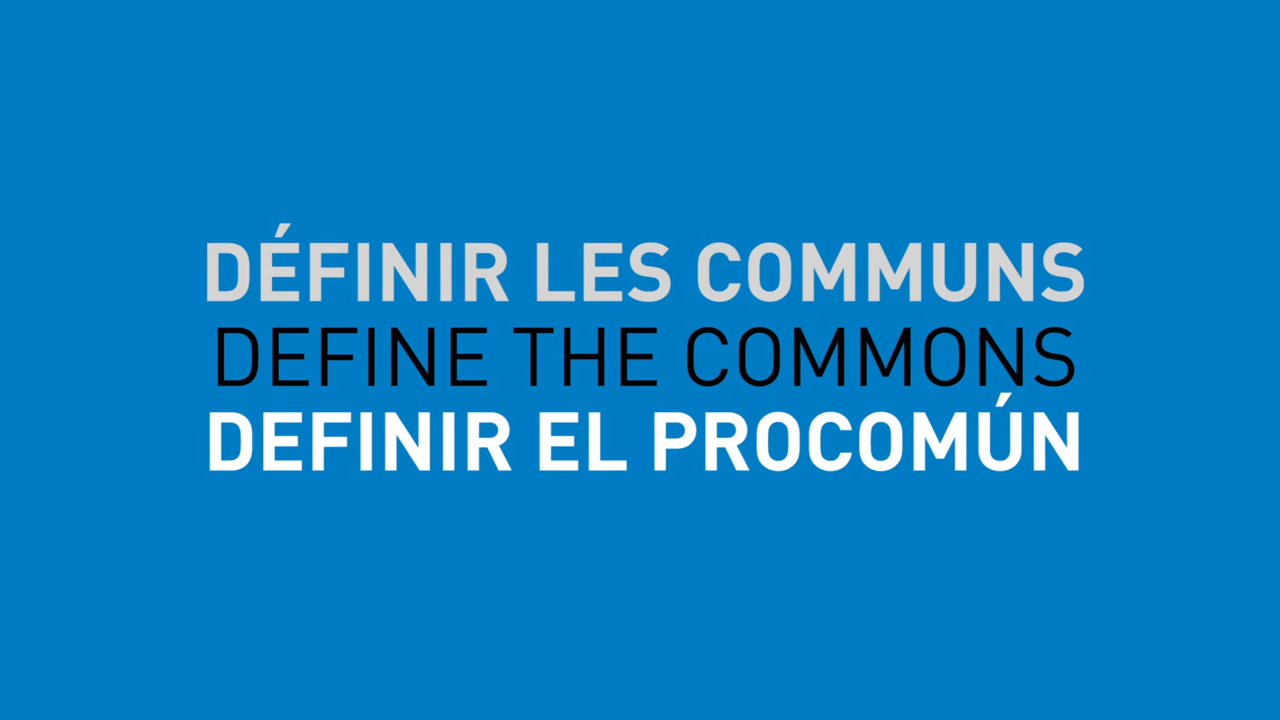 DÉFINIR LES COMMUNS
DEFINE THE COMMONS
DEFINIR EL PROCOMÚN